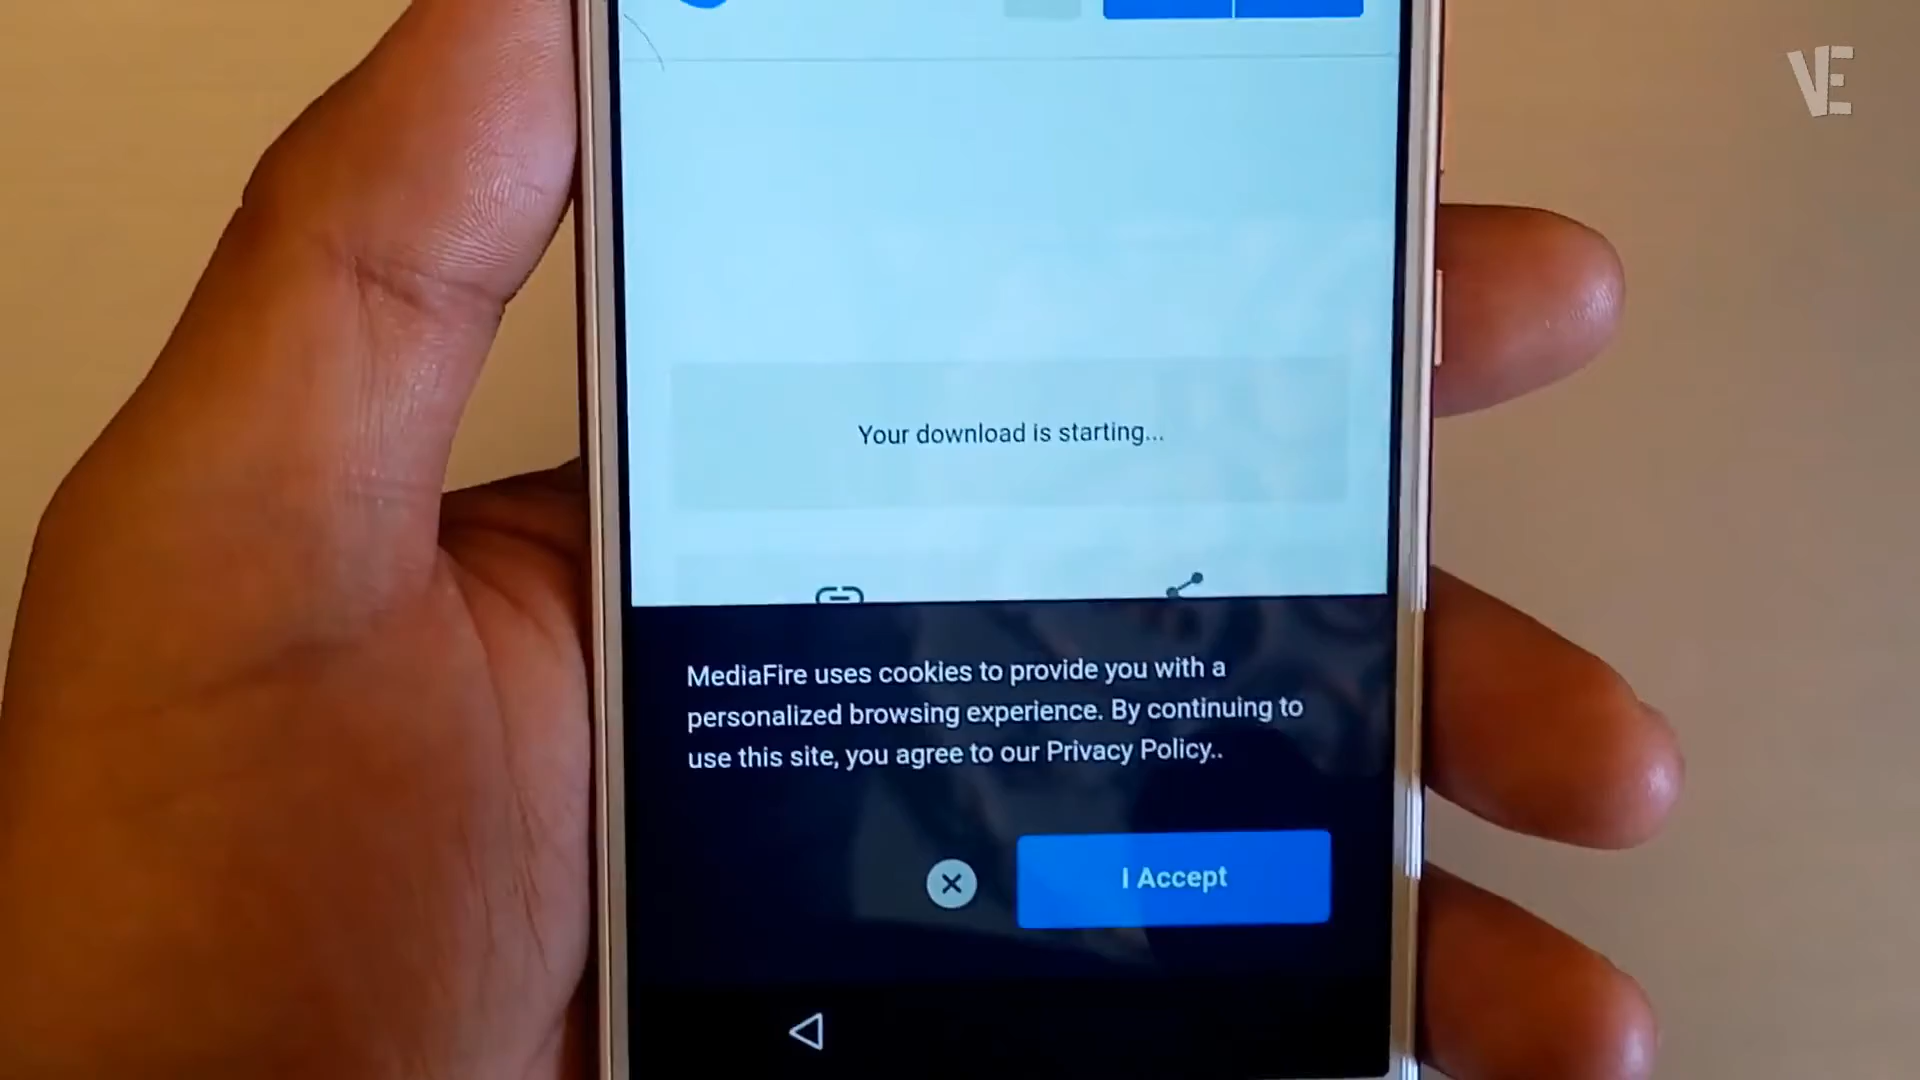 VE
Your download is starting...
MediaFire uses cookies to provide you with a
personalized browsing experience. By continuing to
use this site, you agree to our Privacy Policy..
I Accept